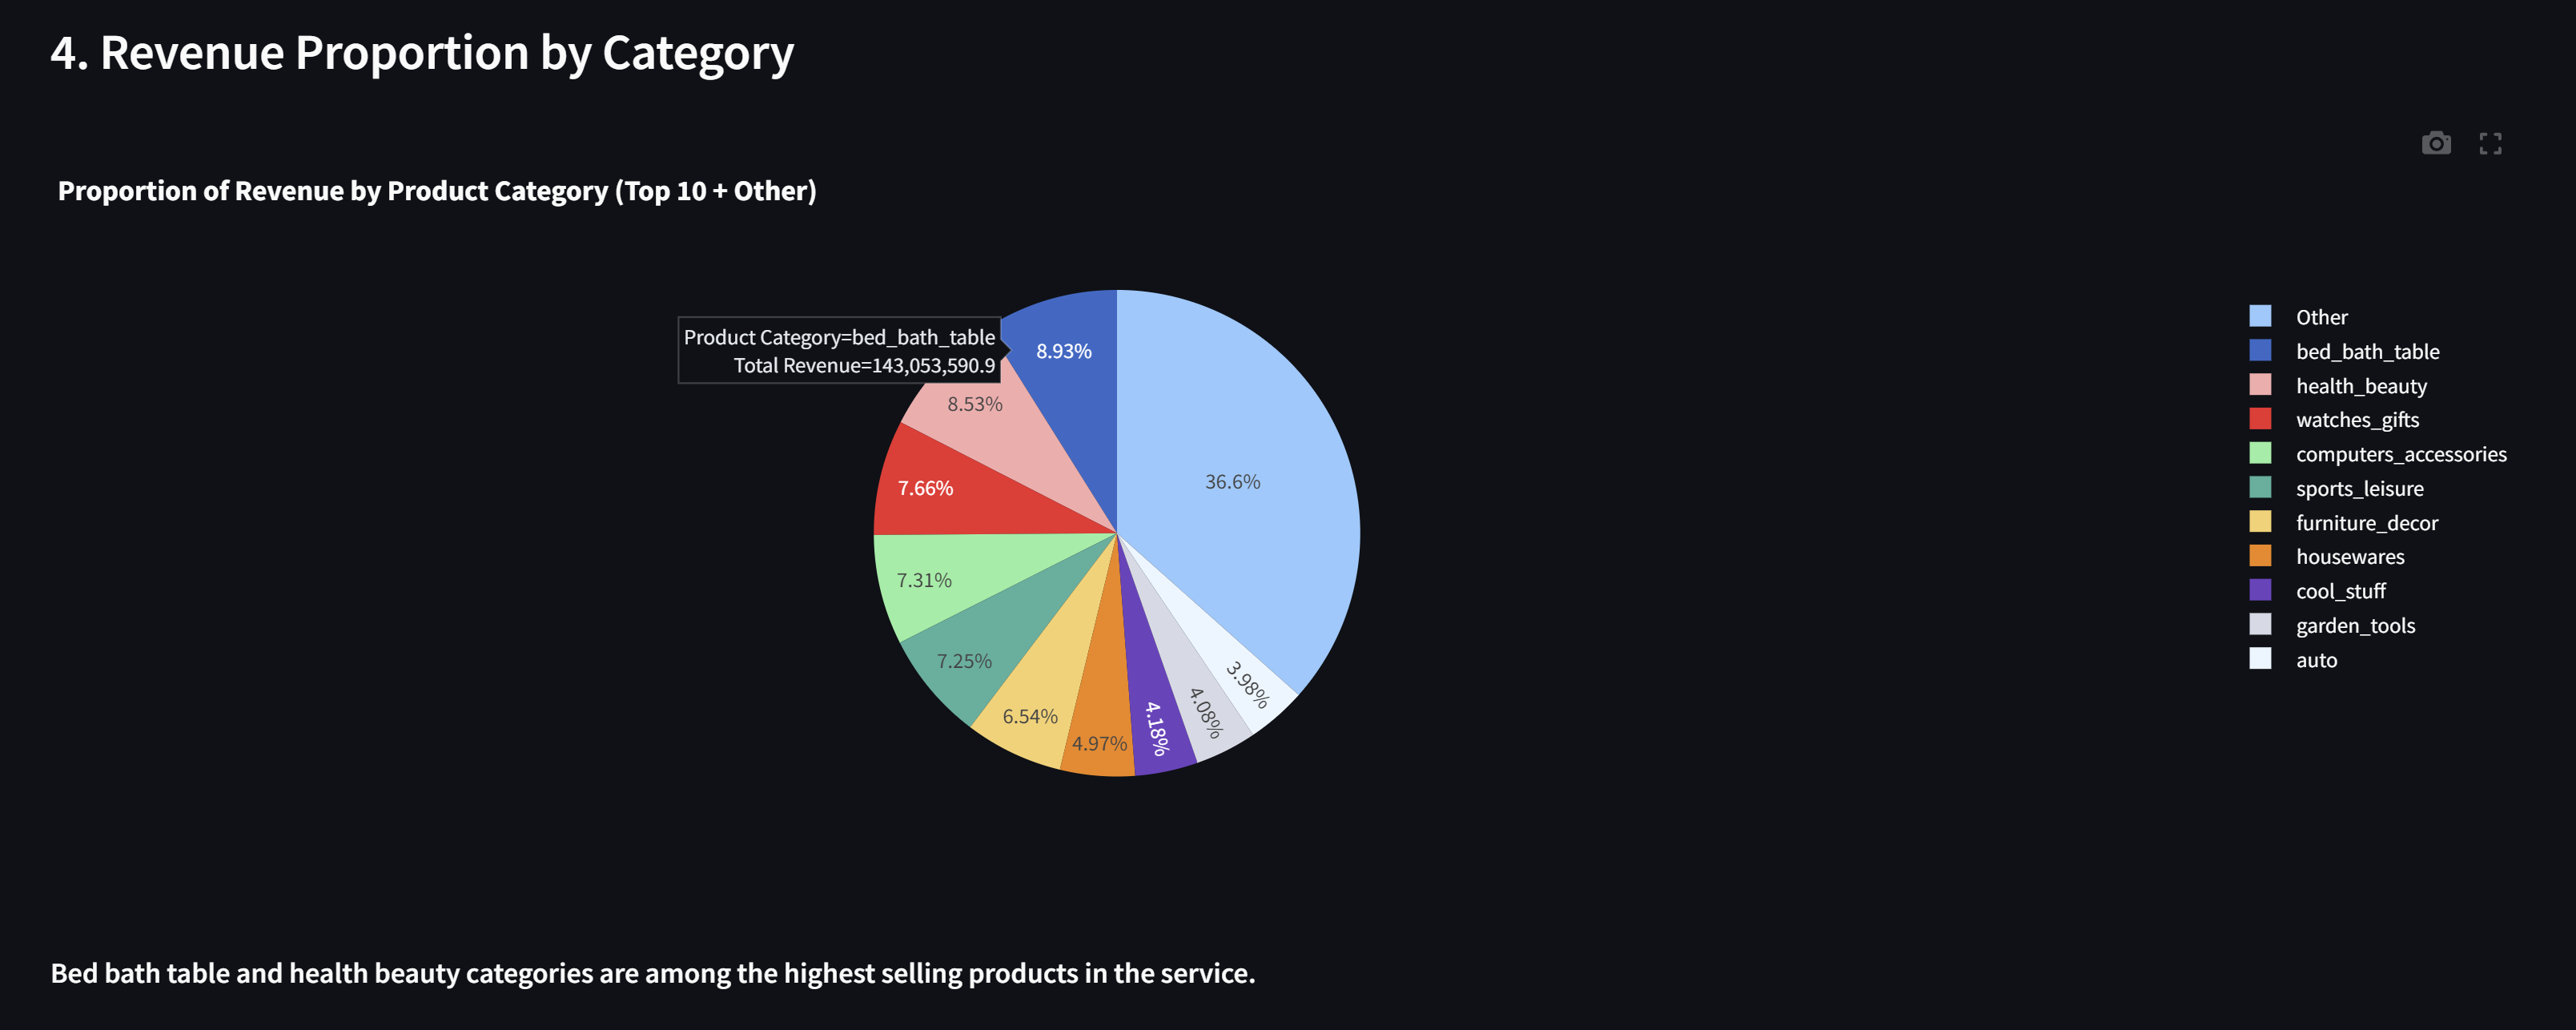 4. Revenue Proportion by Category
Proportion of Revenue by Product Category (Top 10 + Other)
Product Category=bed_bath_table
Total Revenue=143,053,590.9
8.93%
8.53%
36.6%
7.66%
7.31%
7.25%
6.54%
4.97%
4.18%
4.08%
3.98%
Other
bed_bath_table
health_beauty
watches_gifts
computers_accessories
sports_leisure
furniture_decor
housewares
cool_stuff
garden_tools
auto
Bed bath table and health beauty categories are among the highest selling products in the service.